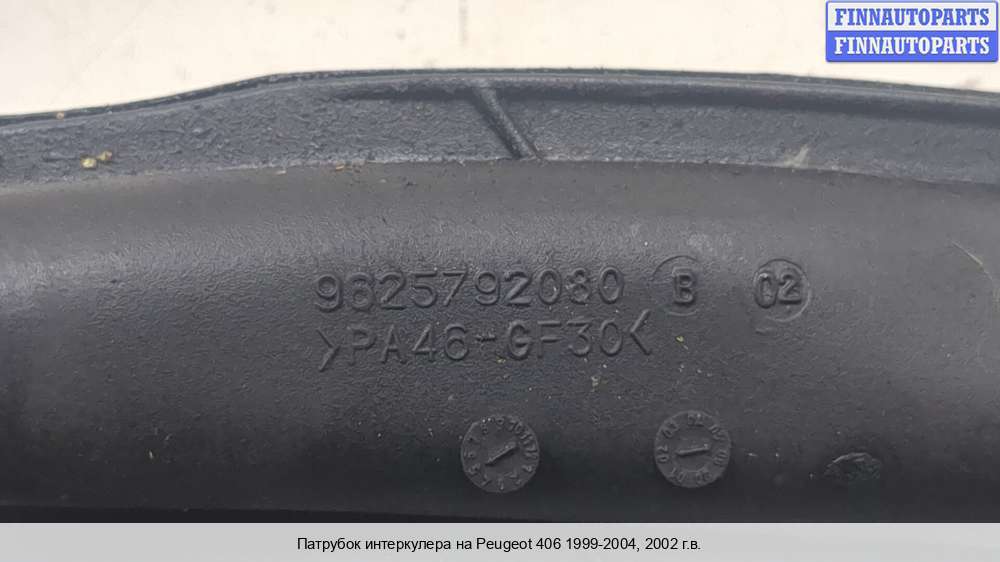 FINNAUTOPARTS
FINNAUTOPARTS
9625792080 B 02
>PA46-GF30<
Патрубок интеркулера на Peugeot 406 1999-2004, 2002 г.в.